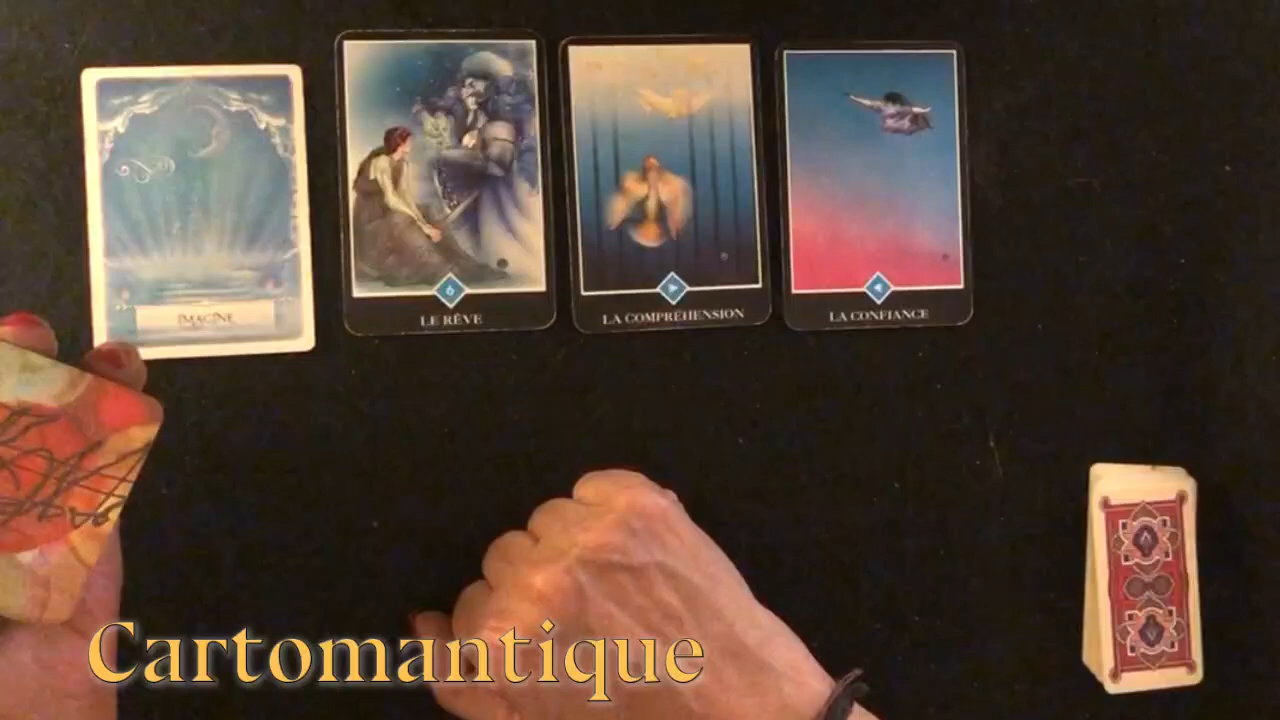 IMAGINE
LE RÊVE
LA COMPRÉHENSION
LA CONFIANCE
Cartomantique